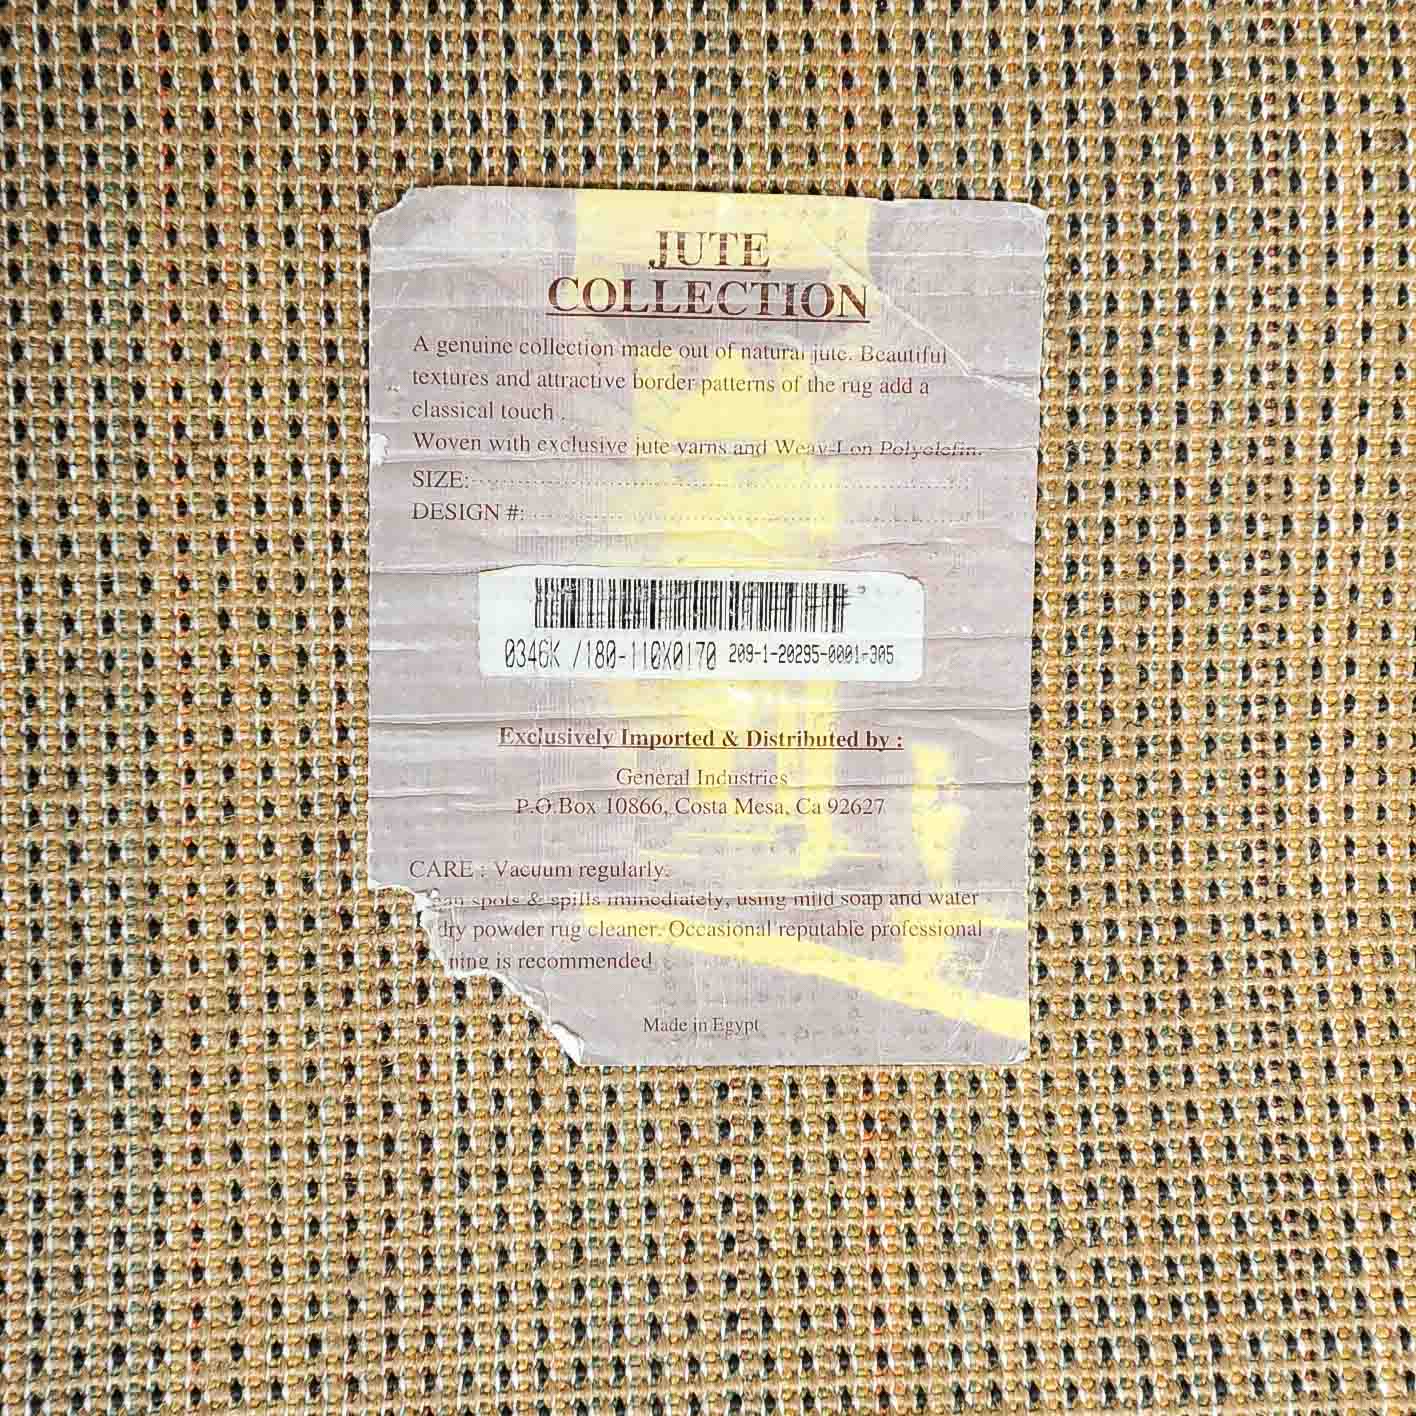 JUTE
COLLECTION
A genuine collection made out of natural jute. Beautiful
textures and attractive border patterns of the rug add a
classical touch .
Woven with exclusive jute yarns and Weav-Lon Polyolefin.
SIZE:
DESIGN #:
0346K /180-110X0170 209-1-20295-0001-305
Exclusively Imported & Distributed by :
General Industries
P.O.Box 10866, Costa Mesa, Ca 92627
CARE : Vacuum regularly.
spots & spills immediately, using mild soap and water
dry powder rug cleaner. Occasional reputable professional
ning is recommended
Made in Egypt